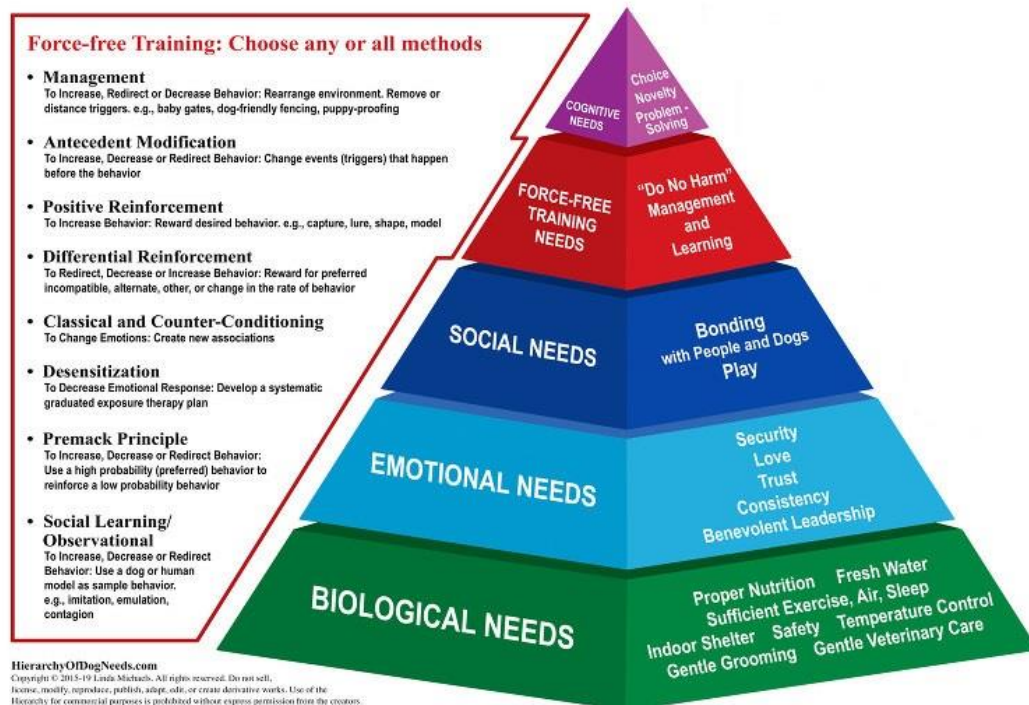 Force-free Training: Choose any or all methods
• Management
To Increase, Redirect or Decrease Behavior: Rearrange environment. Remove or
distance triggers. e.g., baby gates, dog-friendly fencing, puppy-proofing
• Antecedent Modification
To Increase, Decrease or Redirect Behavior: Change events (triggers) that happen
before the behavior
• Positive Reinforcement
To Increase Behavior: Reward desired behavior. e.g., capture, lure, shape, model
• Differential Reinforcement
To Redirect, Decrease or Increase Behavior: Reward for preferred
incompatible, alternate, other, or change in the rate of behavior
• Classical and Counter-Conditioning
To Change Emotions: Create new associations
• Desensitization
To Decrease Emotional Response: Develop a systematic
graduated exposure therapy plan
• Premack Principle
To Increase, Decrease or Redirect Behavior:
Use a high probability (preferred) behavior to
reinforce a low probability behavior
• Social Learning/
Observational
To Increase, Decrease or Redirect
Behavior: Use a dog or human
model as sample behavior.
e.g., imitation, emulation,
contagion
COGNITIVE
NEEDS
Choice
Novelty
Problem -
Solving
FORCE-FREE
TRAINING
NEEDS
“Do No Harm”
Management
and
Learning
SOCIAL NEEDS
Bonding
with People and Dogs
Play
EMOTIONAL NEEDS
Security
Love
Trust
Consistency
Benevolent Leadership
BIOLOGICAL NEEDS
Proper Nutrition Fresh Water
Sufficient Exercise, Air, Sleep
Indoor Shelter Safety Temperature Control
Gentle Grooming Gentle Veterinary Care
HierarchyOfDogNeeds.com
Copyright © 2015-19 Linda Michaels. All rights reserved. Do not sell,
license, modify, reproduce, publish, adapt, edit, or create derivative works. Use of the
Hierarchy for commercial purposes is prohibited without express permission from the creators.